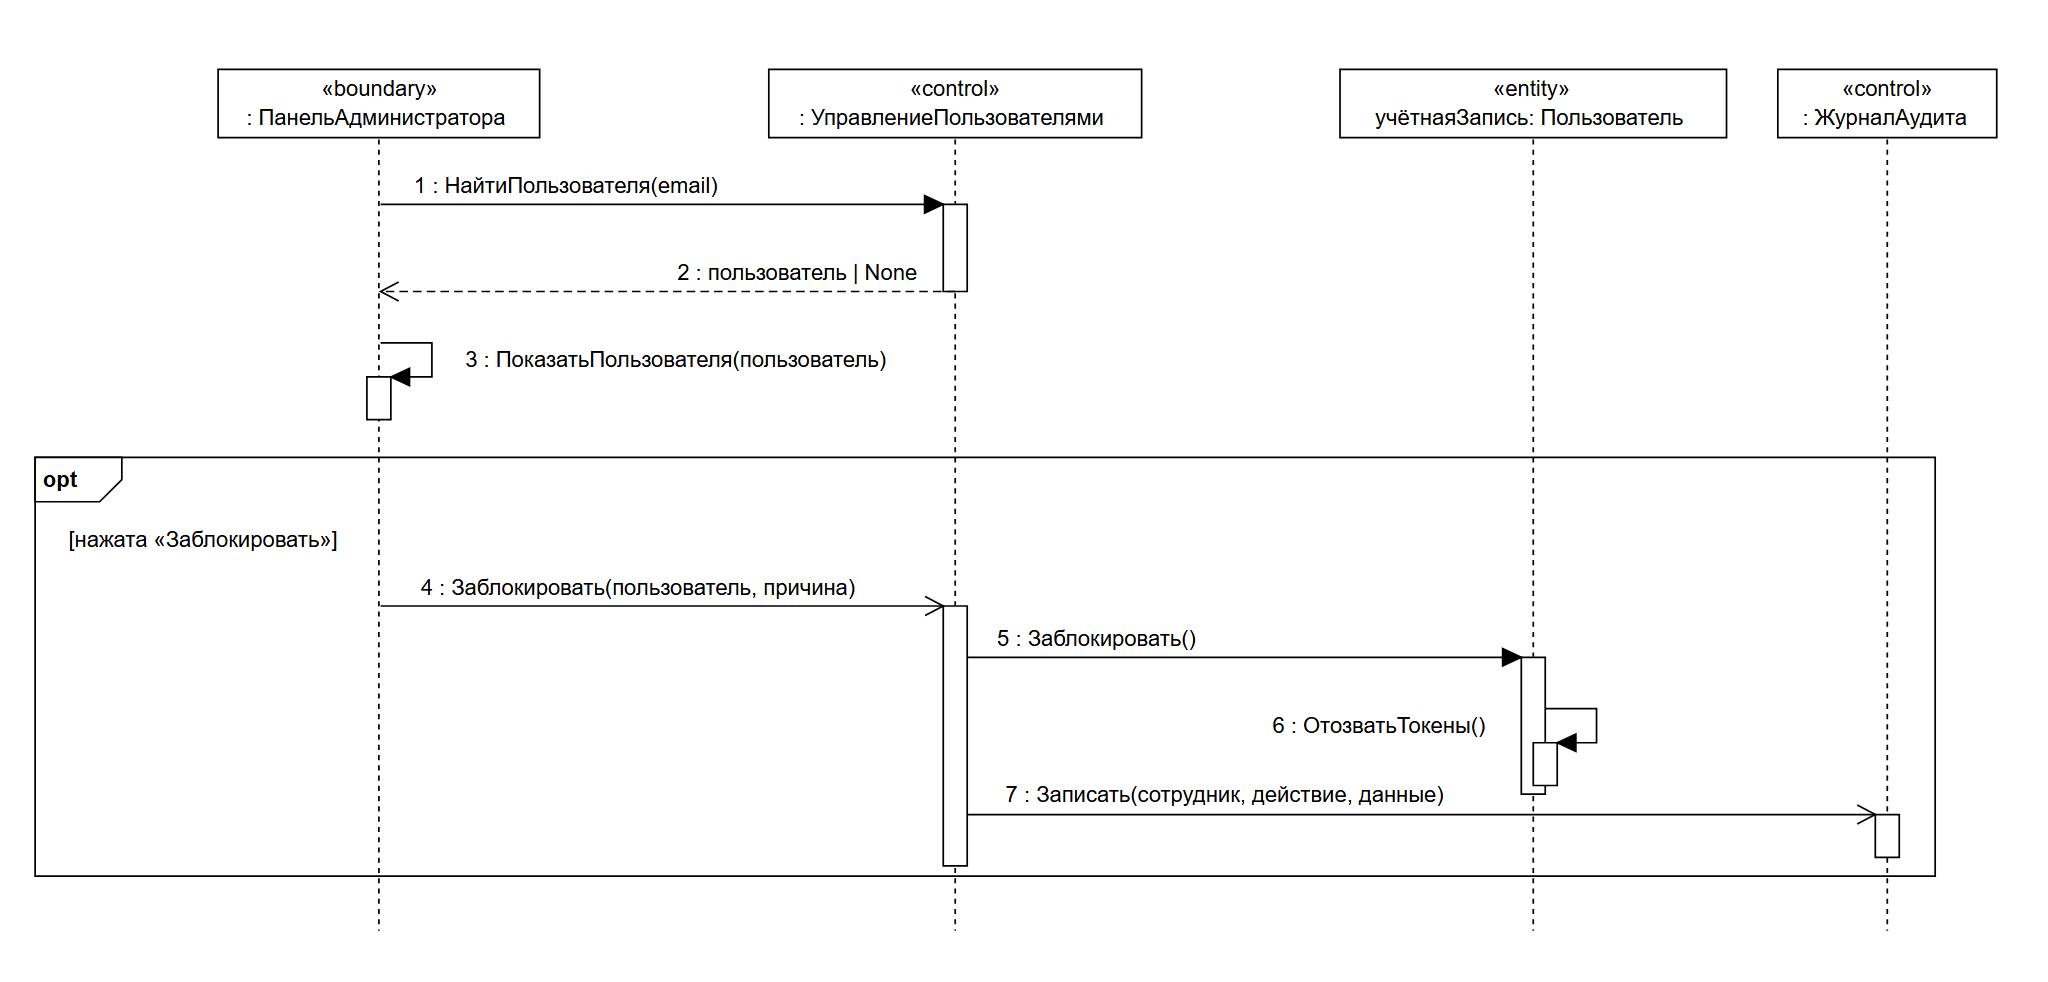 «boundary»
: ПанельАдминистратора
«control»
: УправлениеПользователями
«entity»
учётнаяЗапись: Пользователь
«control»
: ЖурналАудита
1 : НайтиПользователя(email)
2 : пользователь | None
3 : ПоказатьПользователя(пользователь)
opt
[нажата «Заблокировать»]
4 : Заблокировать(пользователь, причина)
5 : Заблокировать()
6 : ОтозватьТокены()
7 : Записать(сотрудник, действие, данные)